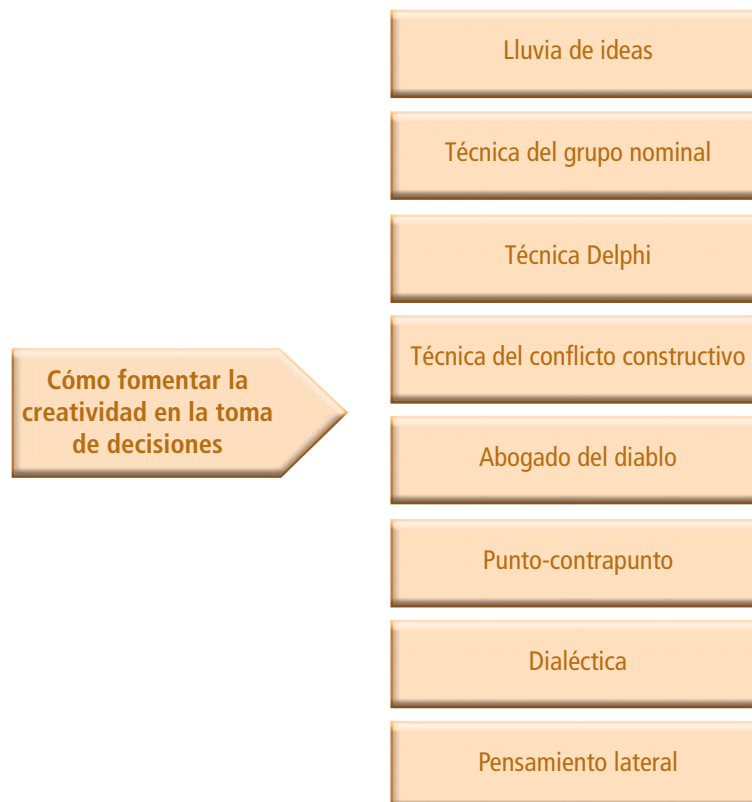 Lluvia de ideas
Técnica del grupo nominal
Técnica Delphi
Técnica del conflicto constructivo
Cómo fomentar la
creatividad en la toma
de decisiones
Abogado del diablo
Punto-contrapunto
Dialéctica
Pensamiento lateral